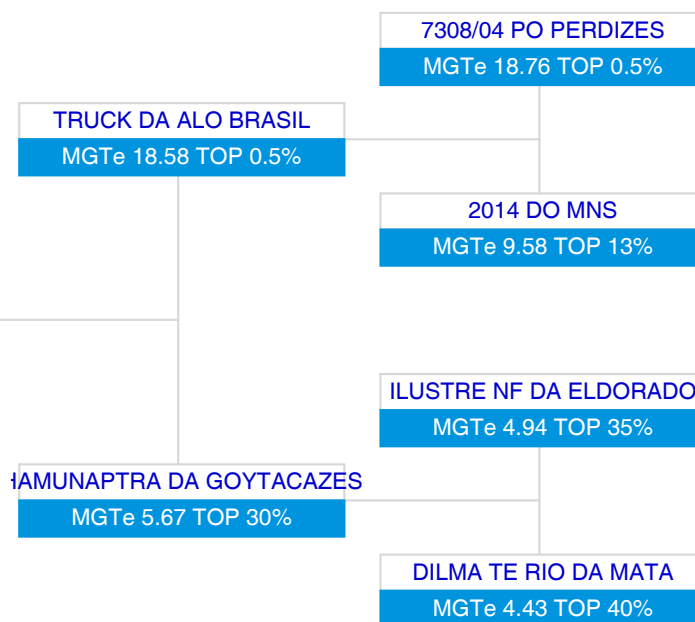 7308/04 PO PERDIZES
MGTe 18.76 TOP 0.5%
TRUCK DA ALO BRASIL
MGTe 18.58 TOP 0.5%
2014 DO MNS
MGTe 9.58 TOP 13%
ILUSTRE NF DA ELDORADO
MGTe 4.94 TOP 35%
HAMUNAPTRA DA GOYTACAZES
MGTe 5.67 TOP 30%
DILMA TE RIO DA MATA
MGTe 4.43 TOP 40%